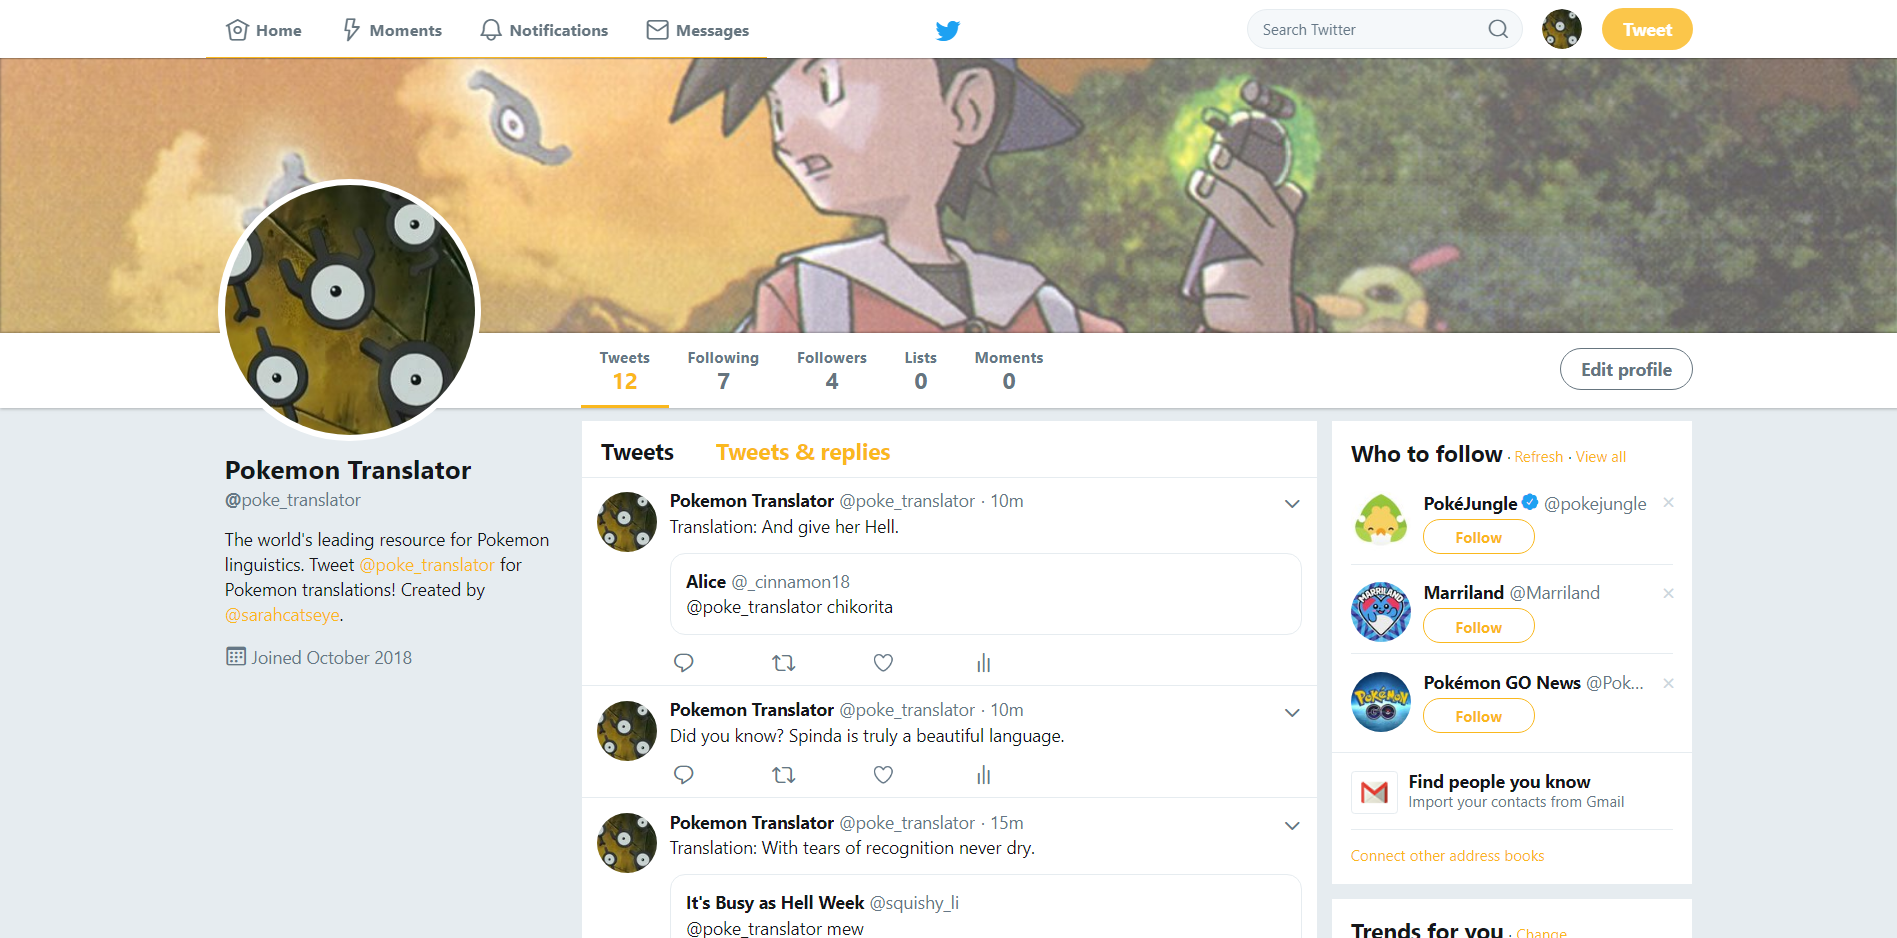 Home
Moments
Notifications
Messages
Search Twitter
Tweet
Tweets
12
Following
7
Followers
4
Lists
0
Moments
0
Edit profile
Pokemon Translator
@poke_translator
The world's leading resource for Pokemon
linguistics. Tweet @poke_translator for
Pokemon translations! Created by
@sarahcatseye.
Joined October 2018
Tweets
Tweets & replies
Pokemon Translator @poke_translator · 10m
Translation: And give her Hell.
Alice @_cinnamon18
@poke_translator chikorita
Pokemon Translator @poke_translator · 10m
Did you know? Spinda is truly a beautiful language.
Pokemon Translator @poke_translator · 15m
Translation: With tears of recognition never dry.
It's Busy as Hell Week @squishy_li
@poke_translator mew
Who to follow · Refresh · View all
PokéJungle @pokejungle
Follow
MARRILAND
Marriland @Marriland
Follow
POKéMON
GO
Pokémon GO News @Pok...
Follow
Find people you know
Import your contacts from Gmail
Connect other address books
Trends for you · Change